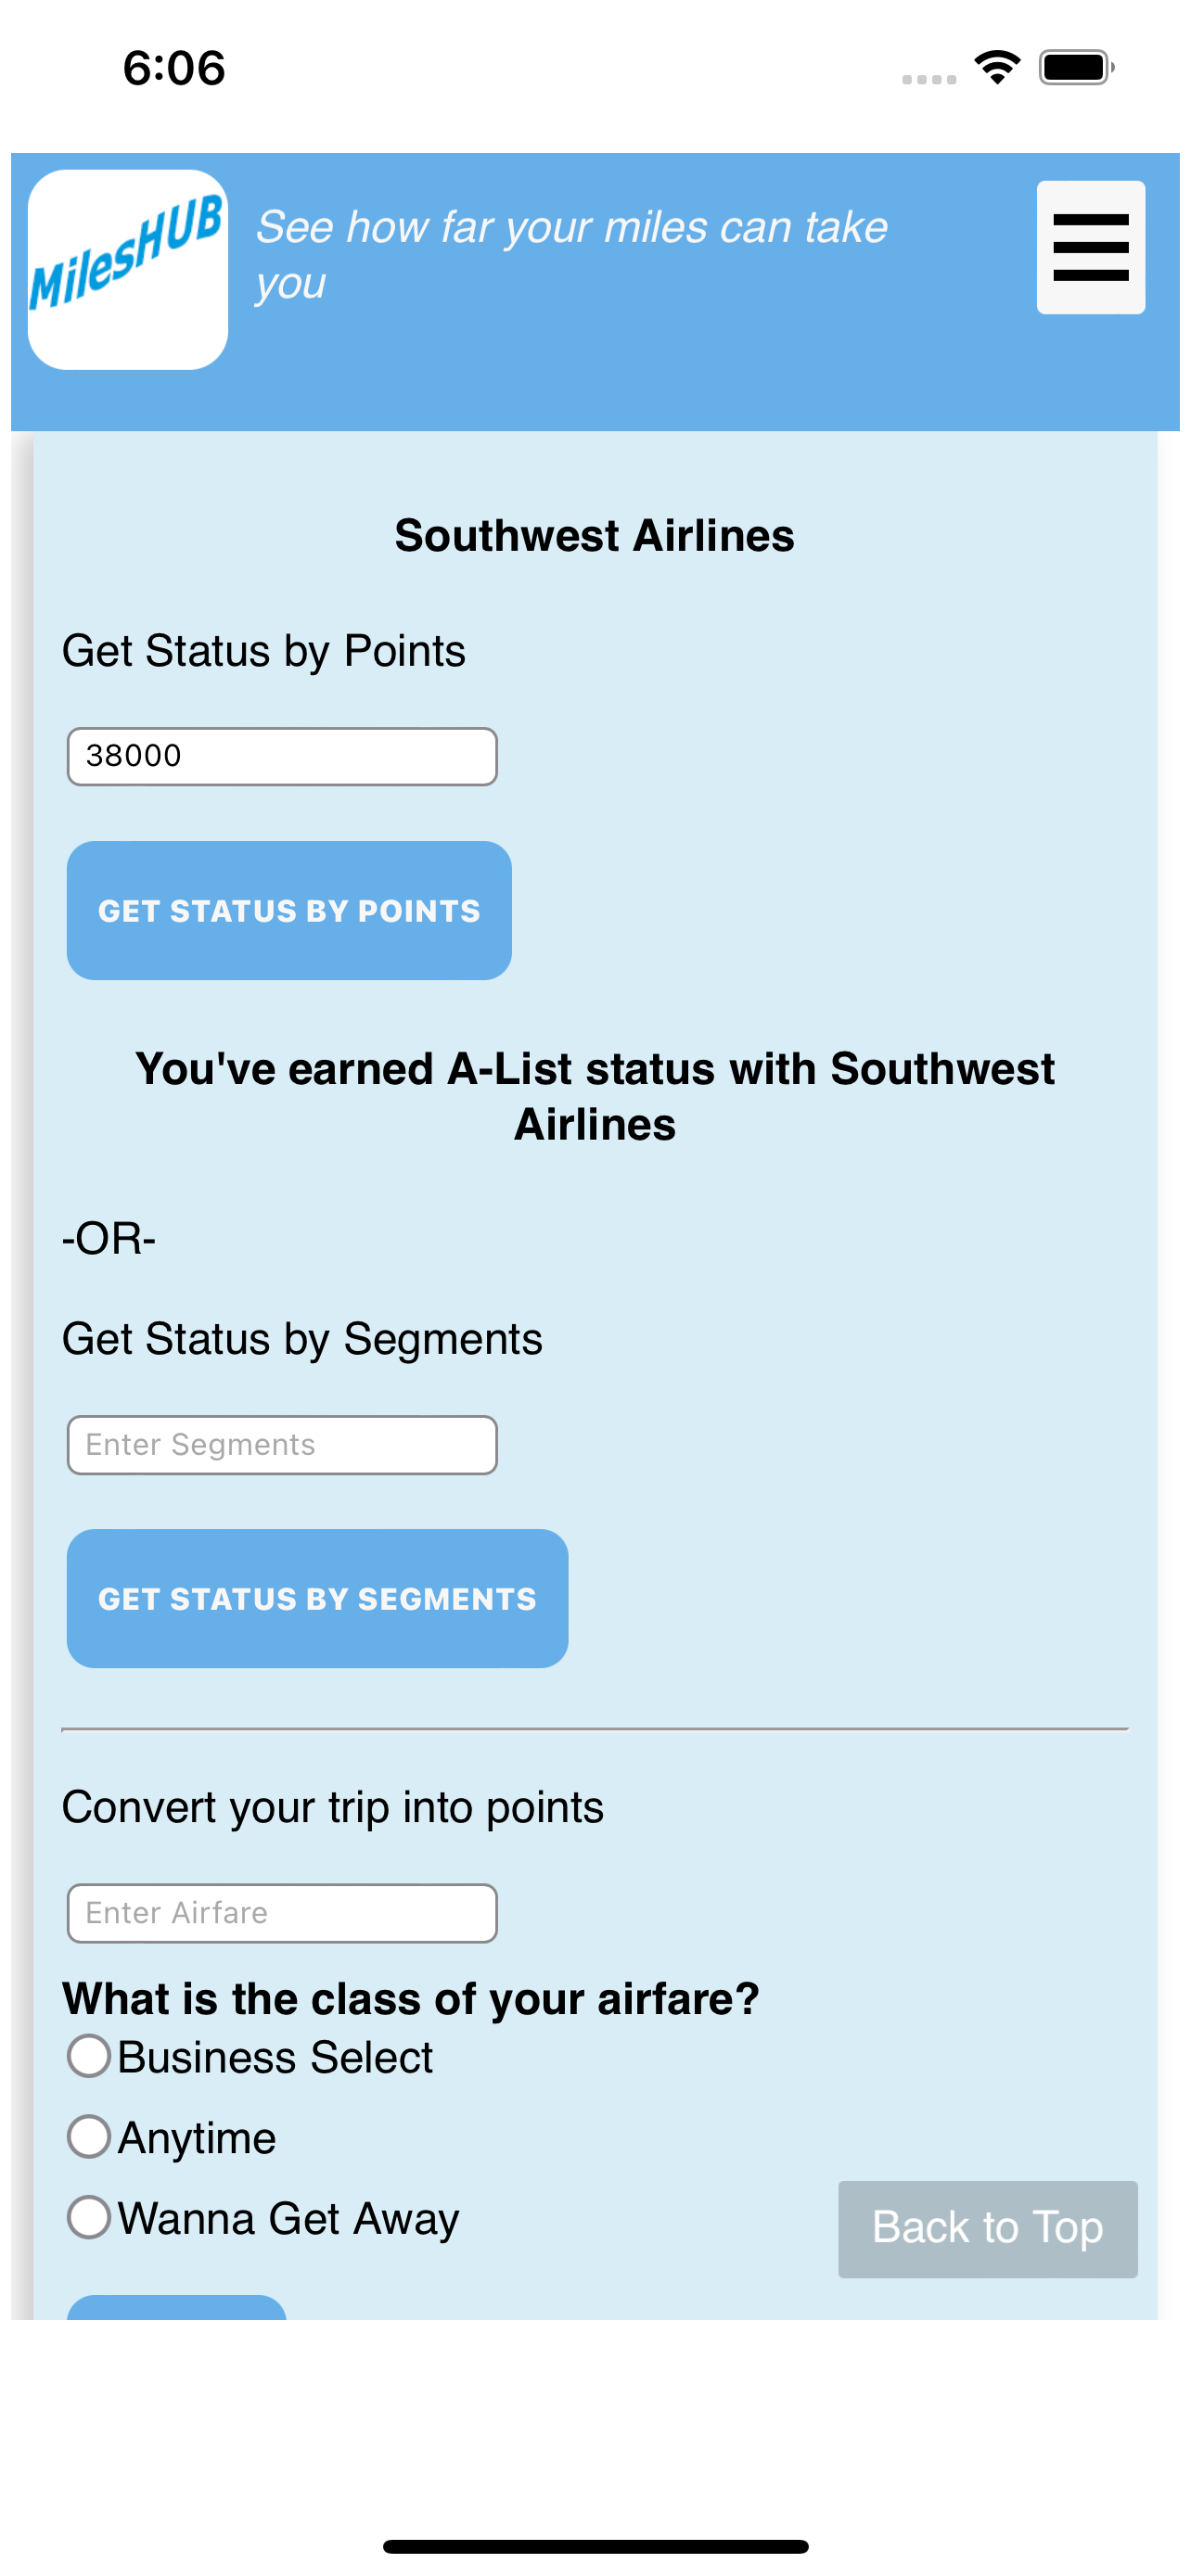 6:06
MilesHUB
See how far your miles can take
you
Southwest Airlines
Get Status by Points
38000
GET STATUS BY POINTS
You've earned A-List status with Southwest
Airlines
-OR-
Get Status by Segments
Enter Segments
GET STATUS BY SEGMENTS
Convert your trip into points
Enter Airfare
What is the class of your airfare?
Business Select
Anytime
Wanna Get Away
Back to Top